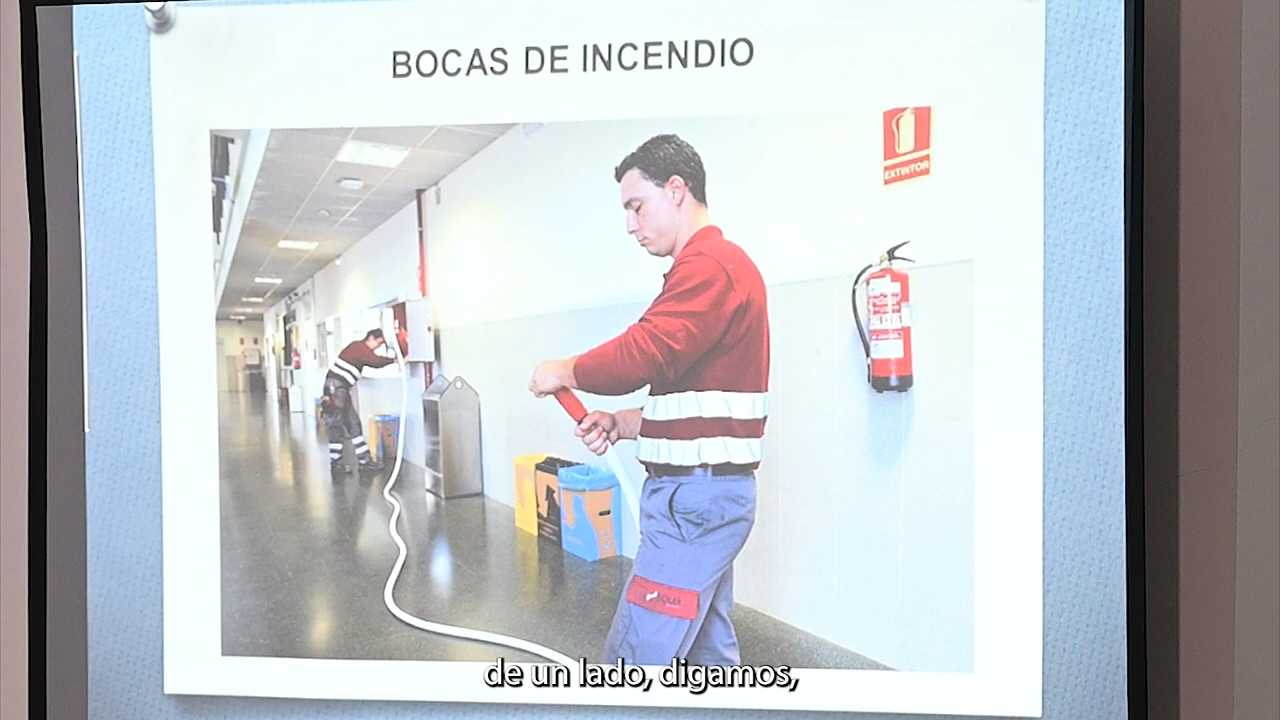 BOCAS DE INCENDIO
EXTINTOR
de un lado, digamos,